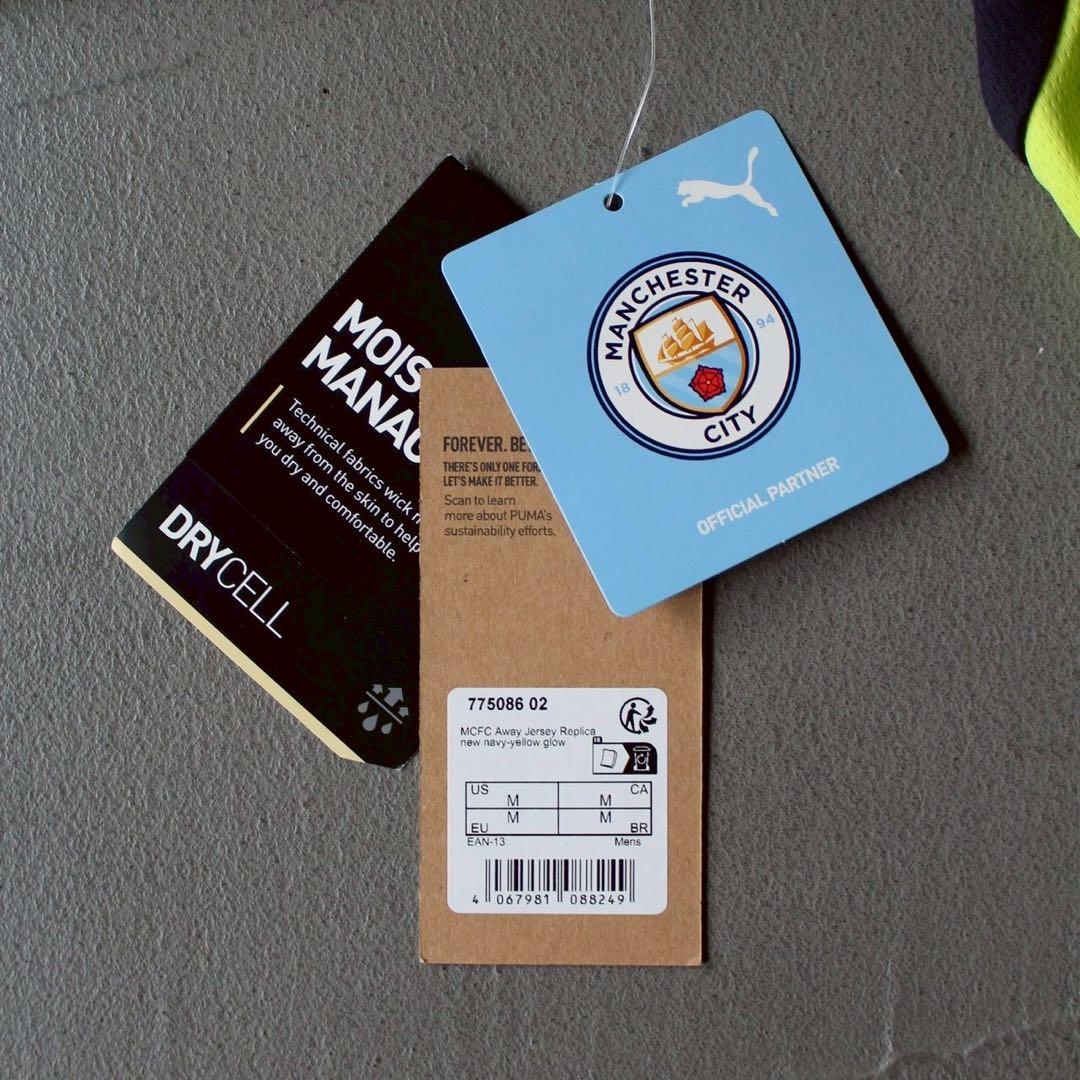 MOIS
MANAG
Technical fabrics wick
away from the skin to help
you dry and comfortable.
DRYCELL
FOREVER. BE
THERE'S ONLY ONE FOR
LET'S MAKE IT BETTER.
Scan to learn
more about PUMA's
sustainability efforts.
MANCHESTER
18 94
CITY
OFFICIAL PARTNER
775086 02
MCFC Away Jersey Replica
new navy-yellow glow
FR
US M M CA
EU M M BR
EAN-13 Mens
4 067981 088249